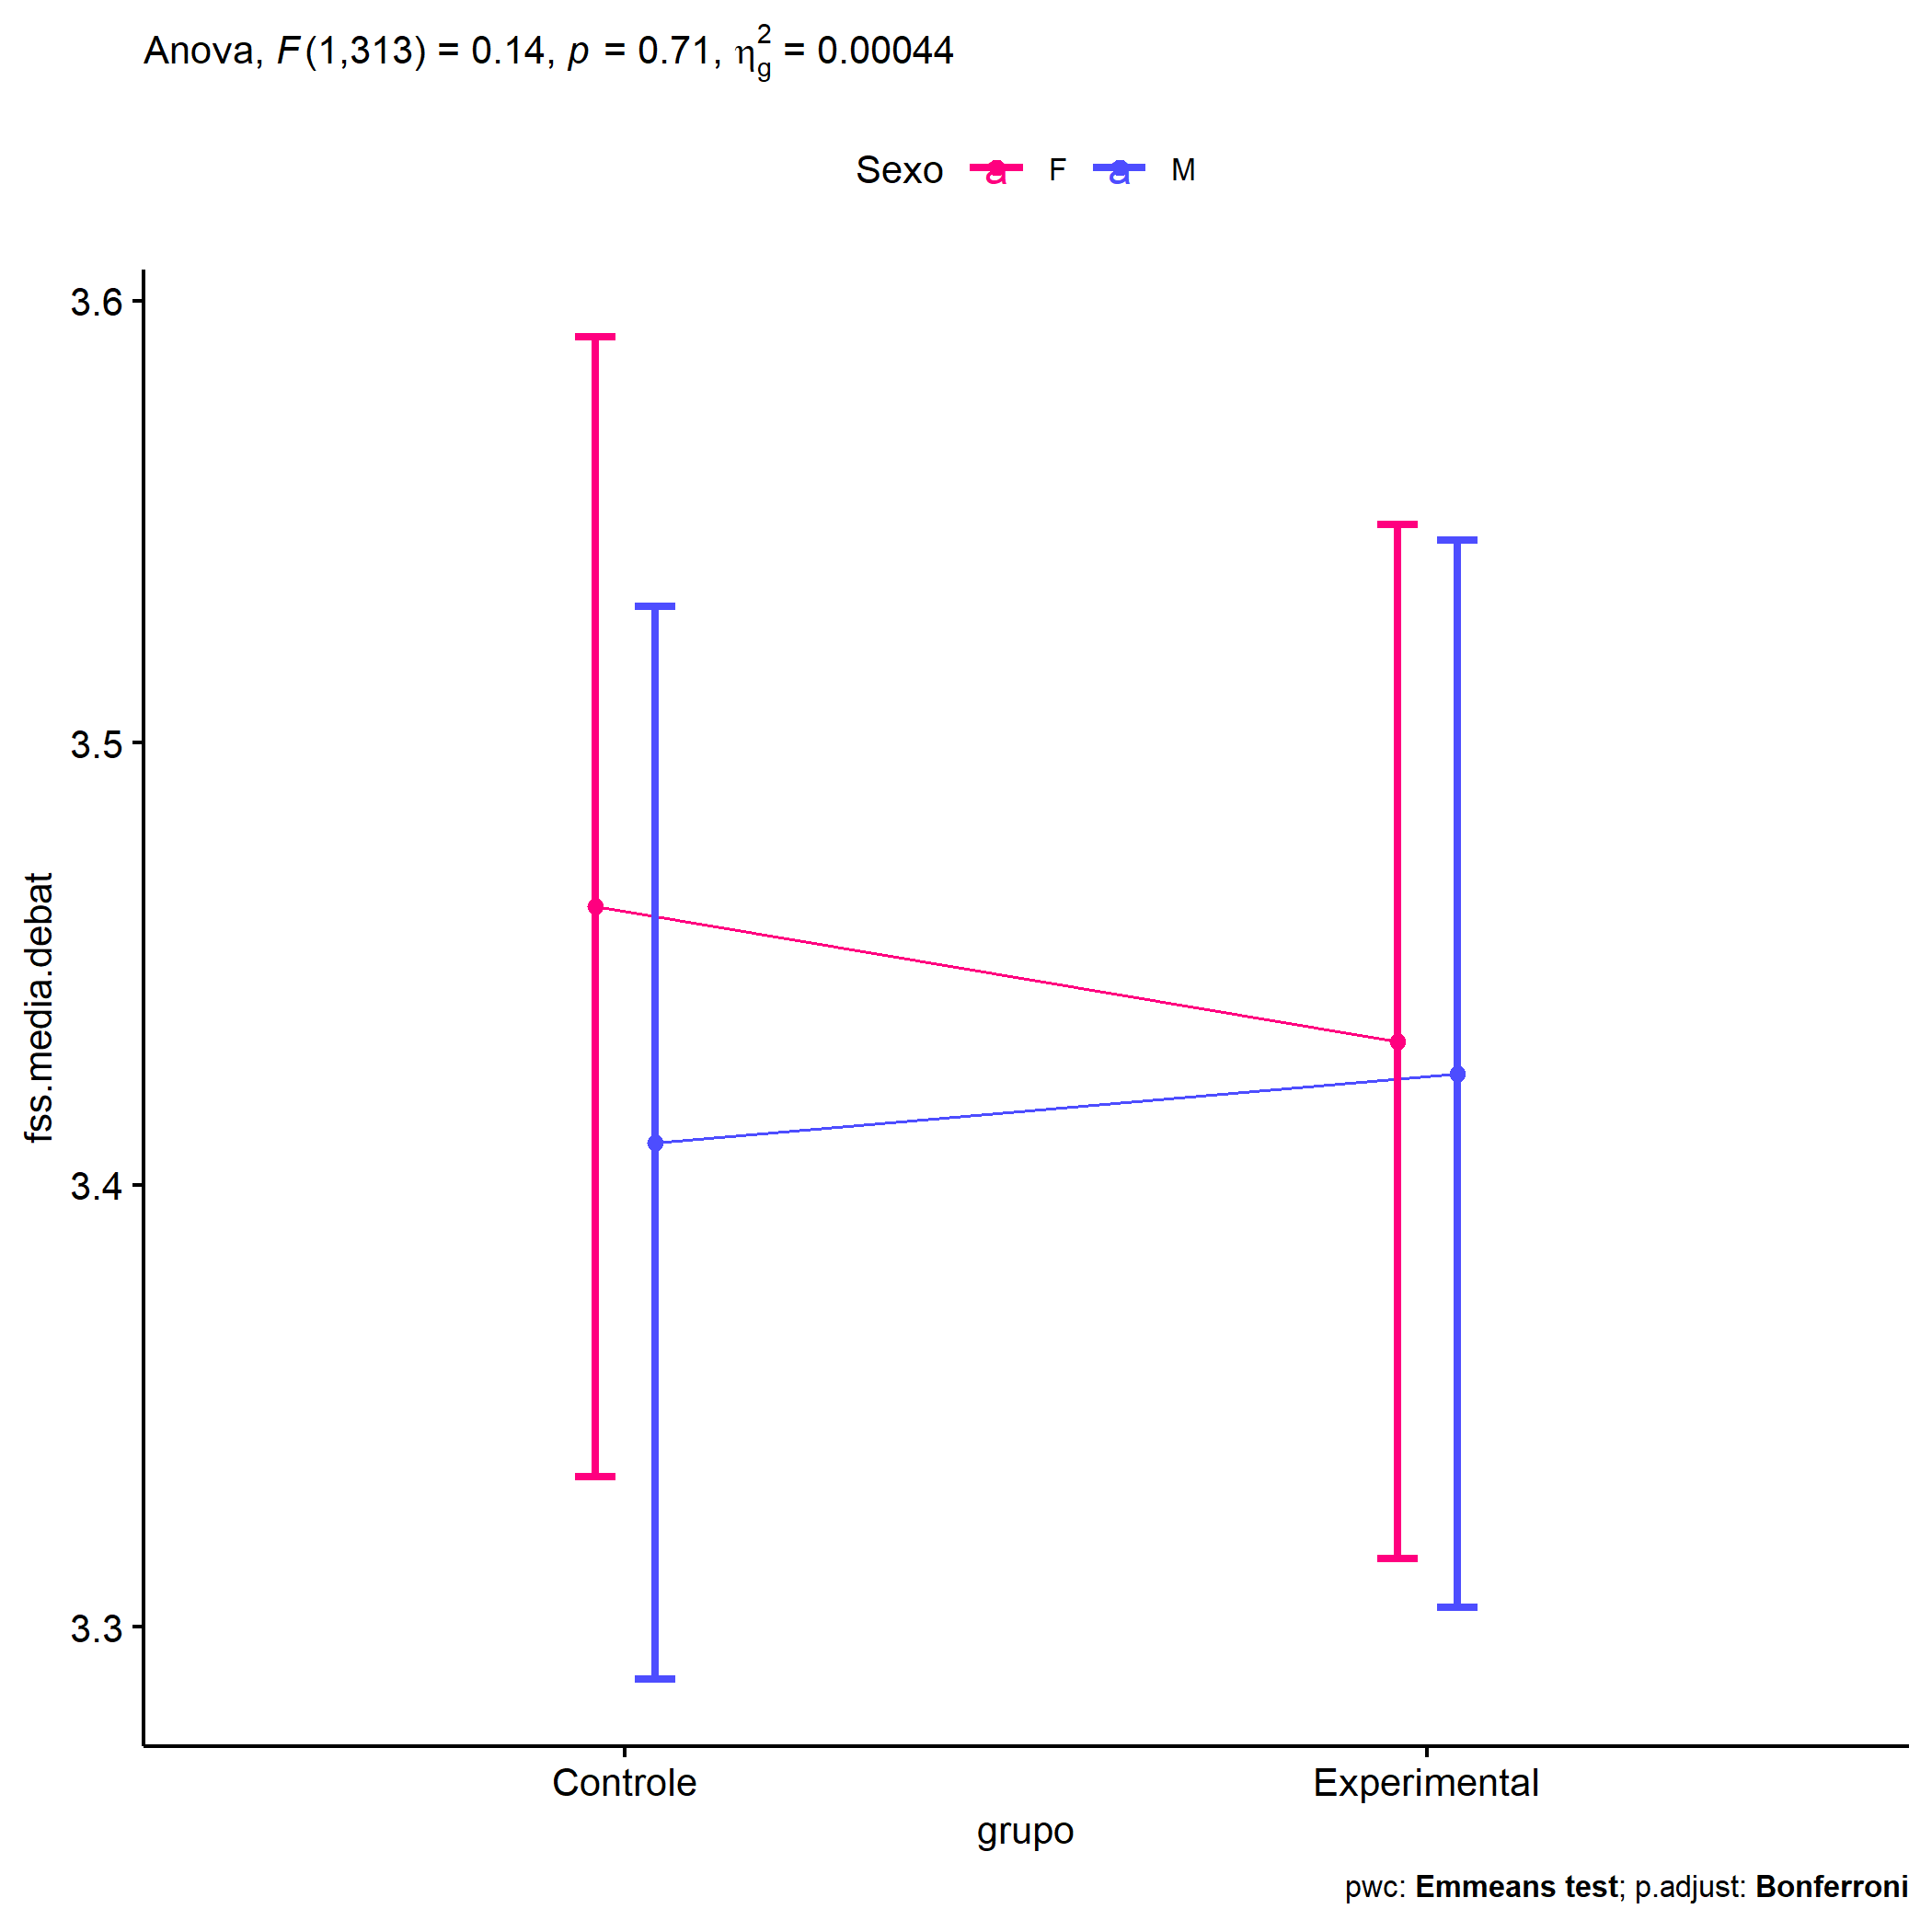 Anova, F(1,313) = 0.14, p = 0.71, η²g = 0.00044
Sexo a F a M
3.6
3.5
3.4
3.3
fss.media.debat
Controle Experimental
grupo
pwc: Emmeans test; p.adjust: Bonferroni